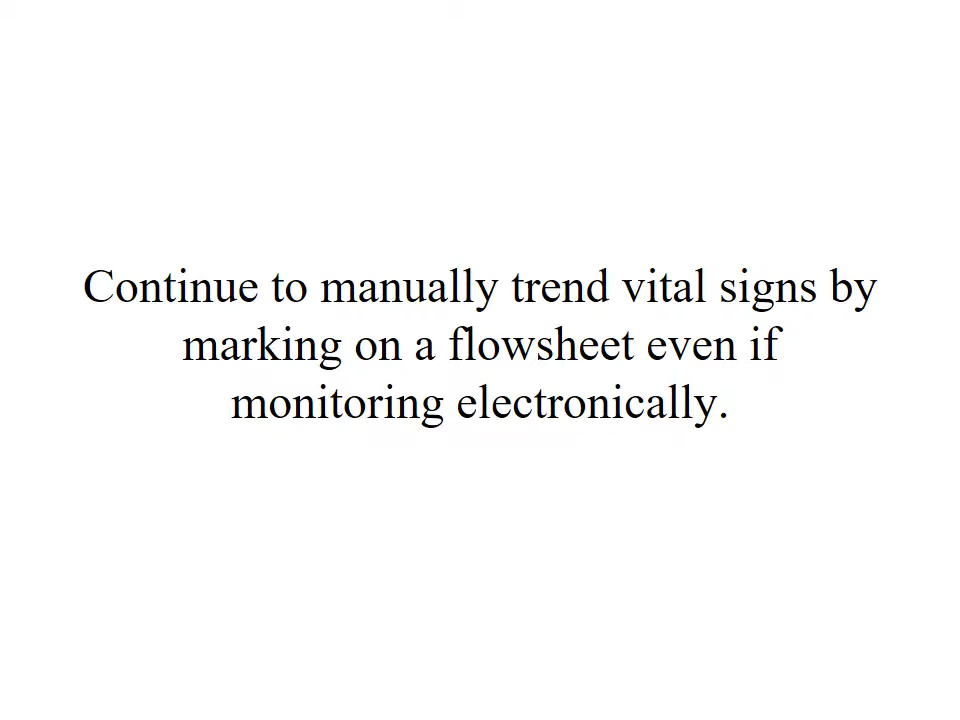 Continue to manually trend vital signs by
marking on a flowsheet even if
monitoring electronically.